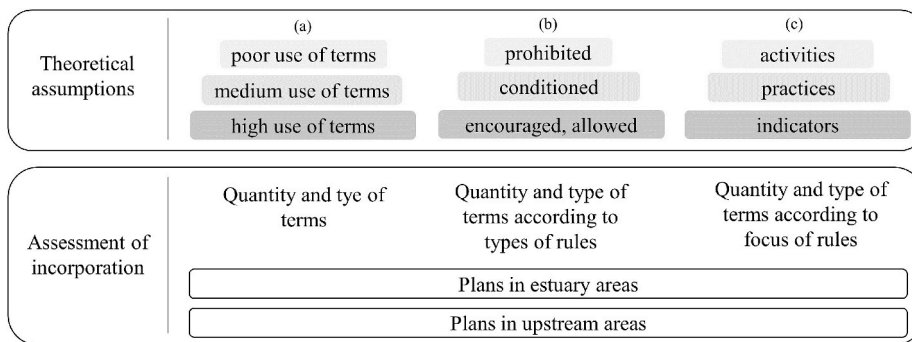 (a)
(b)
(c)
Theoretical
assumptions
poor use of terms
prohibited
activities
medium use of terms
conditioned
practices
high use of terms
encouraged, allowed
indicators
Assessment of
incorporation
Quantity and tye of
terms
Quantity and type of
terms according to
types of rules
Quantity and type of
terms according to
focus of rules
Plans in estuary areas
Plans in upstream areas